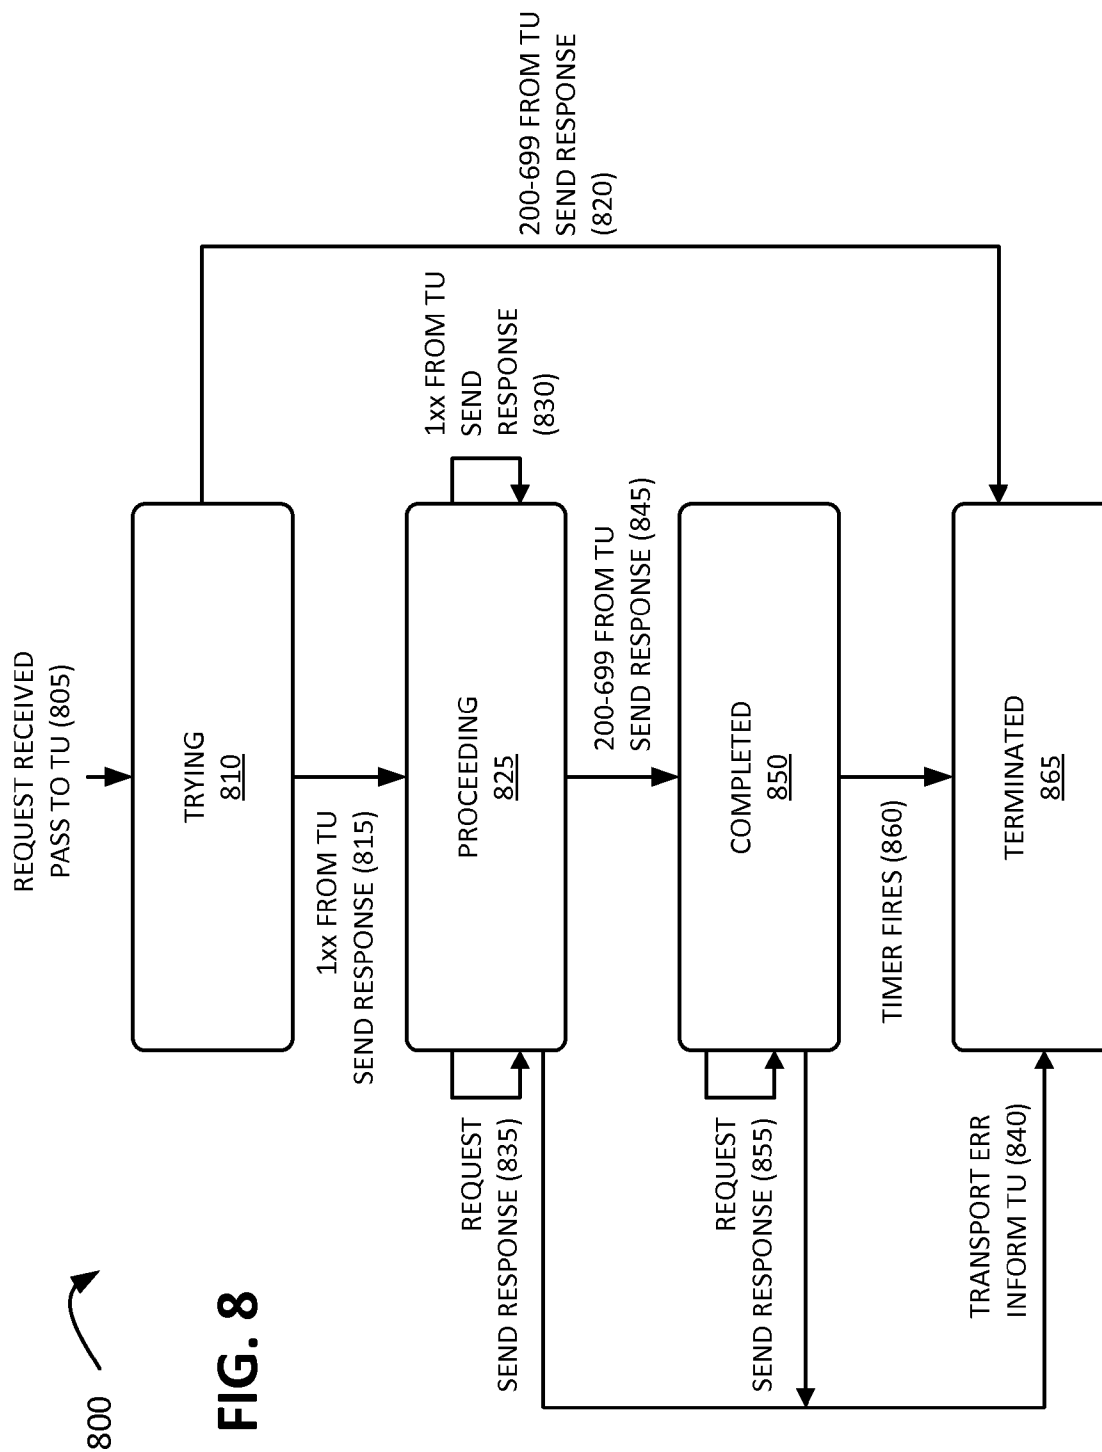 800
FIG. 8
REQUEST RECEIVED
PASS TO TU (805)
TRYING
810
1xx FROM TU
SEND RESPONSE (815)
200-699 FROM TU
SEND RESPONSE
(820)
PROCEEDING
825
1xx FROM TU
SEND
RESPONSE
(830)
REQUEST
SEND RESPONSE (835)
200-699 FROM TU
SEND RESPONSE (845)
COMPLETED
850
REQUEST
SEND RESPONSE (855)
TIMER FIRES (860)
TRANSPORT ERR
INFORM TU (840)
TERMINATED
865